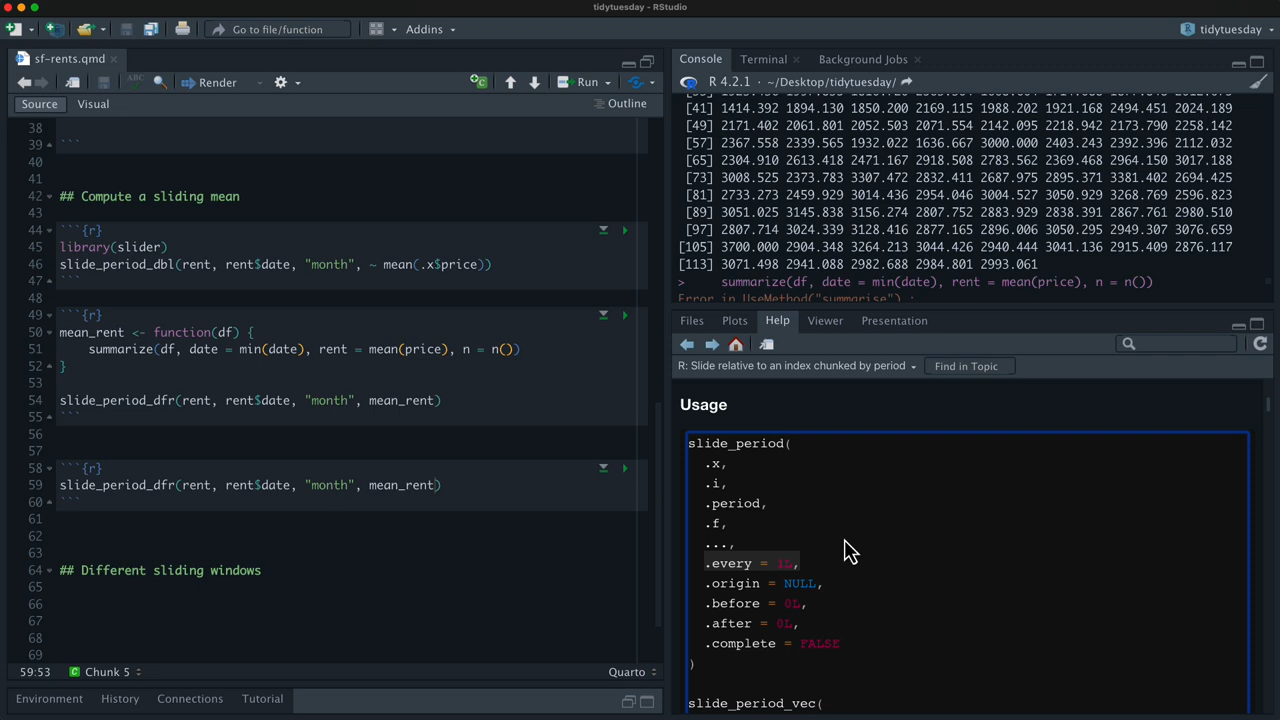 tidytuesday - RStudio
Go to file/function
Addins
tidytuesday
sf-rents.qmd
Render
Run
Source
Visual
Outline
38
39 ```
40
41
42 ## Compute a sliding mean
43
44 ```{r}
45 library(slider)
46 slide_period_dbl(rent, rent$date, "month", ~ mean(.x$price))
47 ```
48
49 ```{r}
50 mean_rent <- function(df) {
51 summarize(df, date = min(date), rent = mean(price), n = n())
52 }
53
54 slide_period_dfr(rent, rent$date, "month", mean_rent)
55 ```
56
57
58 ```{r}
59 slide_period_dfr(rent, rent$date, "month", mean_rent)
60 ```
61
62
63
64 ## Different sliding windows
65
66
67
68
69
59:53
Chunk 5
Quarto
Environment
History
Connections
Tutorial
Console
Terminal
Background Jobs
R 4.2.1 · ~/Desktop/tidytuesday/
[41] 1414.392 1894.130 1850.200 2169.115 1988.202 1921.168 2494.451 2024.189
[49] 2171.402 2061.801 2052.503 2071.554 2142.095 2218.942 2173.790 2258.142
[57] 2367.558 2339.565 1932.022 1636.667 3000.000 2403.243 2392.396 2112.032
[65] 2304.910 2613.418 2471.167 2918.508 2783.562 2369.468 2964.150 3017.188
[73] 3008.525 2373.783 3307.472 2832.411 2687.975 2895.371 3381.402 2694.425
[81] 2733.273 2459.929 3014.436 2954.046 3004.527 3050.929 3268.769 2596.823
[89] 3051.025 3145.838 3156.274 2807.752 2883.929 2838.391 2867.761 2980.510
[97] 2807.714 3024.339 3128.416 2877.165 2896.006 3050.295 2949.307 3076.659
[105] 3700.000 2904.348 3264.213 3044.426 2940.444 3041.136 2915.409 2876.117
[113] 3071.498 2941.088 2982.688 2984.801 2993.061
> summarize(df, date = min(date), rent = mean(price), n = n())
Error in UseMethod("summarise") :
Files
Plots
Help
Viewer
Presentation
R: Slide relative to an index chunked by period
Find in Topic
Usage
slide_period(
.x,
.i,
.period,
.f,
...,
.every = 1L,
.origin = NULL,
.before = 0L,
.after = 0L,
.complete = FALSE
)
slide_period_vec(